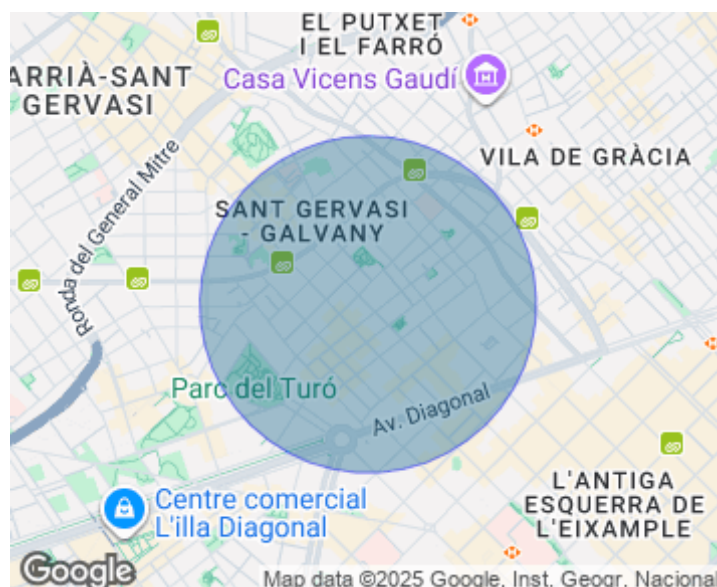 EL PUTXET
I EL FARRÓ
ARRIÀ-SANT
GERVASI
Casa Vicens Gaudí
VILA DE GRÀCIA
Ronda del General Mitre
SANT GERVASI
- GALVANY
Parc del Turó
Av. Diagonal
Centre comercial
L'illa Diagonal
L'ANTIGA
ESQUERRA DE
L'EIXAMPLE
Google
Map data ©2025 Google, Inst. Geogr. Nacional